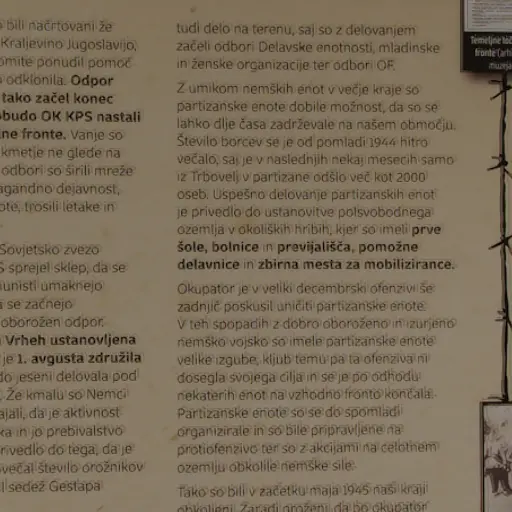 o bili načrtovani že
Kraljevino Jugoslavijo,
omite ponudil pomoč
o odklonila. Odpor
tako začel konec
obudo OK KPS nastali
ne fronte. Vanje so
kmetje ne glede na
odbori so širili mreže
agandno dejavnost,
ote, trosili letake in
Sovjetsko zvezo
S sprejel sklep, da se
unisti umaknejo
a se začnejo
oborožen odpor.
Vrheh ustanovljena
je 1. avgusta združila
do jeseni delovala pod
. Že kmalu so Nemci
ajali, da je aktivnost
ka in jo prebivalstvo
rivedlo do tega, da je
večal število orožnikov
l sedež Gestapa
tudi delo na terenu, saj so z delovanjem
začeli odbori Delavske enotnosti, mladinske
in ženske organizacije ter odbori OF.
Z umikom nemških enot v večje kraje so
partizanske enote dobile možnost, da so se
lahko dlje časa zadrževale na našem območju.
Število borcev se je od pomladi 1944 hitro
večalo, saj je v naslednjih nekaj mesecih samo
iz Trbovelj v partizane odšlo več kot 2000
oseb. Uspešno delovanje partizanskih enot
je privedlo do ustanovitve polsvobodnega
ozemlja v okoliških hribih, kjer so imeli prve
šole, bolnice in previjališča, pomožne
delavnice in zbirna mesta za mobilizirance.
Okupator je v veliki decembrski ofenzivi še
zadnjič poskusil uničiti partizanske enote.
V teh spopadih z dobro oboroženo in izurjeno
nemško vojsko so imele partizanske enote
velike izgube, kljub temu pa ta ofenziva ni
dosegla svojega cilja in se je po odhodu
nekaterih enot na vzhodno fronto končala.
Partizanske enote so se do spomladi
organizirale in so bile pripravljene na
protiofenzivo ter so z akcijami na celotnem
ozemlju obkolile nemške sile.
Tako so bili v začetku maja 1945 naši kraji
obkoljeni. Zaradi groženj, da bo okupator
Temeljne toč
fronte (arh
muzeja